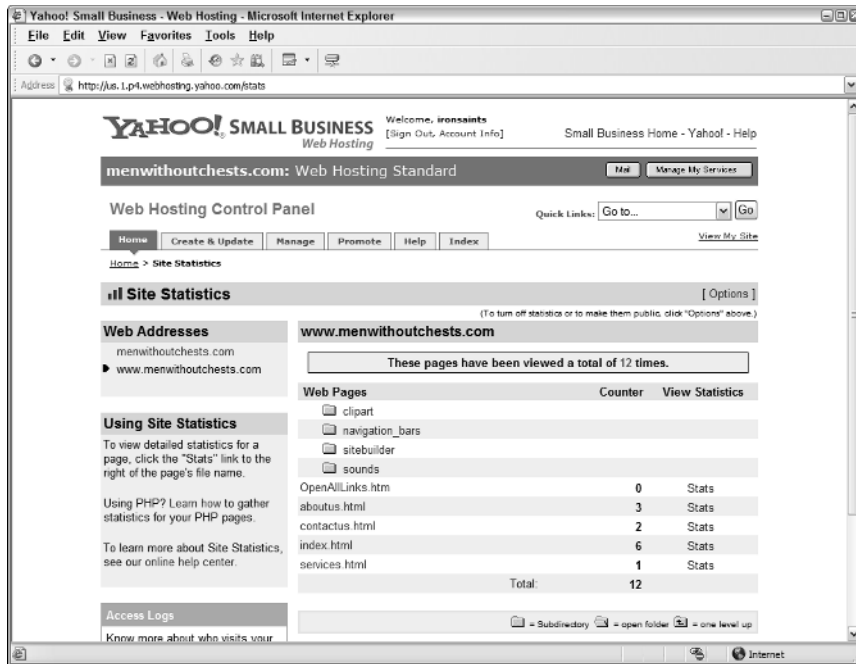 Yahoo! Small Business - Web Hosting - Microsoft Internet Explorer
File Edit View Favorites Tools Help
Address http://us.1.p4.webhosting.yahoo.com/stats
YAHOO! SMALL BUSINESS
Web Hosting
Welcome, ironsaints
[Sign Out, Account Info]
Small Business Home - Yahoo! - Help
menwithoutchests.com: Web Hosting Standard
Mail Manage My Services
Web Hosting Control Panel
Quick Links: Go to... Go
Home Create & Update Manage Promote Help Index
View My Site
Home > Site Statistics
Site Statistics [ Options ]
(To turn off statistics or to make them public, click "Options" above.)
Web Addresses
menwithoutchests.com
www.menwithoutchests.com
Using Site Statistics
To view detailed statistics for a
page, click the "Stats" link to the
right of the page's file name.
Using PHP? Learn how to gather
statistics for your PHP pages.
To learn more about Site Statistics,
see our online help center.
Access Logs
Know more about who visits your
www.menwithoutchests.com
These pages have been viewed a total of 12 times.
Web Pages Counter View Statistics
clipart
navigation_bars
sitebuilder
sounds
OpenAllLinks.htm 0 Stats
aboutus.html 3 Stats
contactus.html 2 Stats
index.html 6 Stats
services.html 1 Stats
Total: 12
= Subdirectory = open folder = one level up
Internet